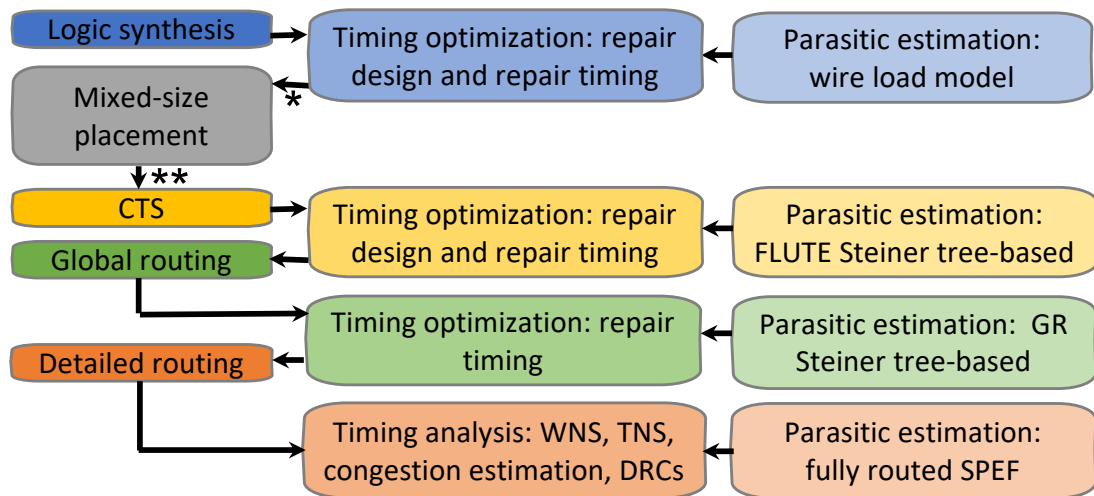 Logic synthesis
Timing optimization: repair
design and repair timing
Parasitic estimation:
wire load model
*
Mixed-size
placement
**
CTS
Timing optimization: repair
design and repair timing
Parasitic estimation:
FLUTE Steiner tree-based
Global routing
Timing optimization: repair
timing
Parasitic estimation:  GR
Steiner tree-based
Detailed routing
Timing analysis: WNS, TNS,
congestion estimation, DRCs
Parasitic estimation:
fully routed SPEF